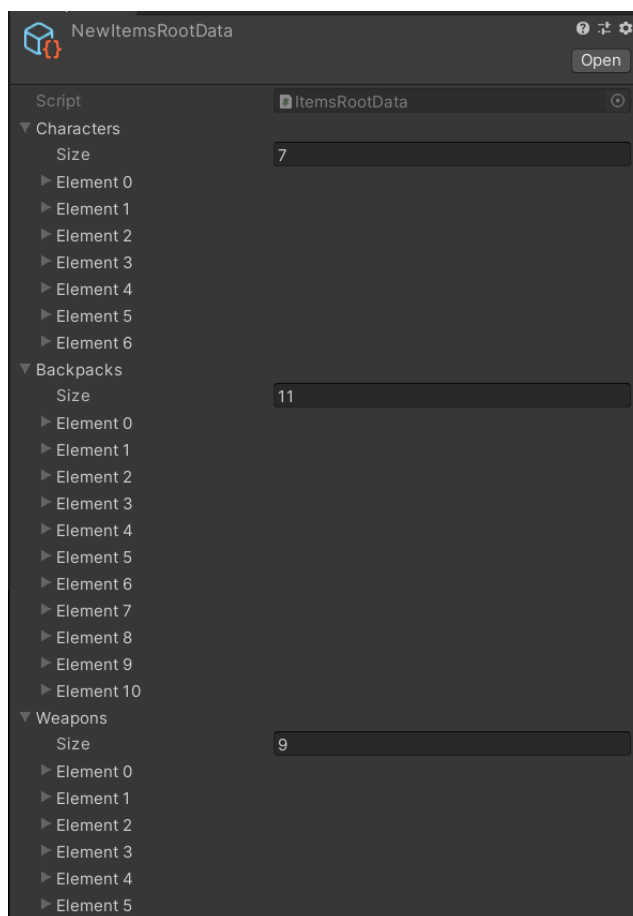 NewItemsRootData
Open
Script ItemsRootData
Characters
Size 7
Element 0
Element 1
Element 2
Element 3
Element 4
Element 5
Element 6
Backpacks
Size 11
Element 0
Element 1
Element 2
Element 3
Element 4
Element 5
Element 6
Element 7
Element 8
Element 9
Element 10
Weapons
Size 9
Element 0
Element 1
Element 2
Element 3
Element 4
Element 5